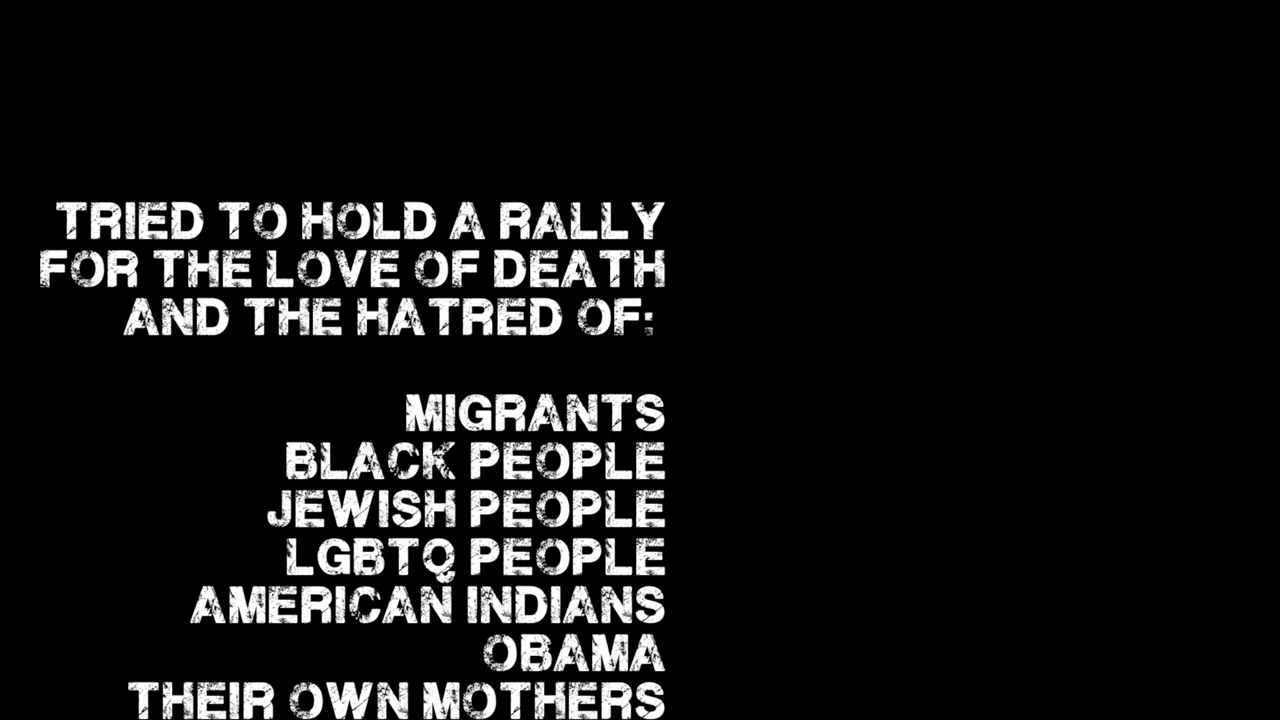 TRIED TO HOLD A RALLY
FOR THE LOVE OF DEATH
AND THE HATRED OF:
MIGRANTS
BLACK PEOPLE
JEWISH PEOPLE
LGBTQ PEOPLE
AMERICAN INDIANS
OBAMA
THEIR OWN MOTHERS